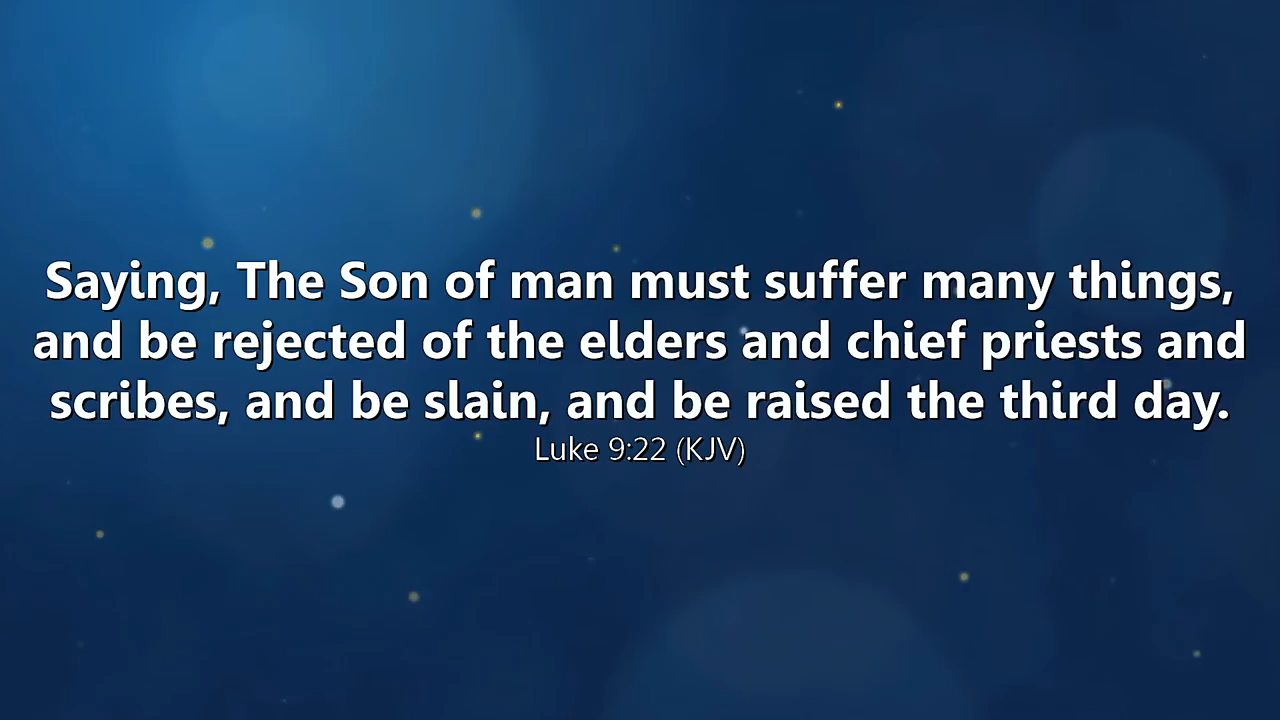 Saying, The Son of man must suffer many things,
and be rejected of the elders and chief priests and
scribes, and be slain, and be raised the third day.
Luke 9:22 (KJV)